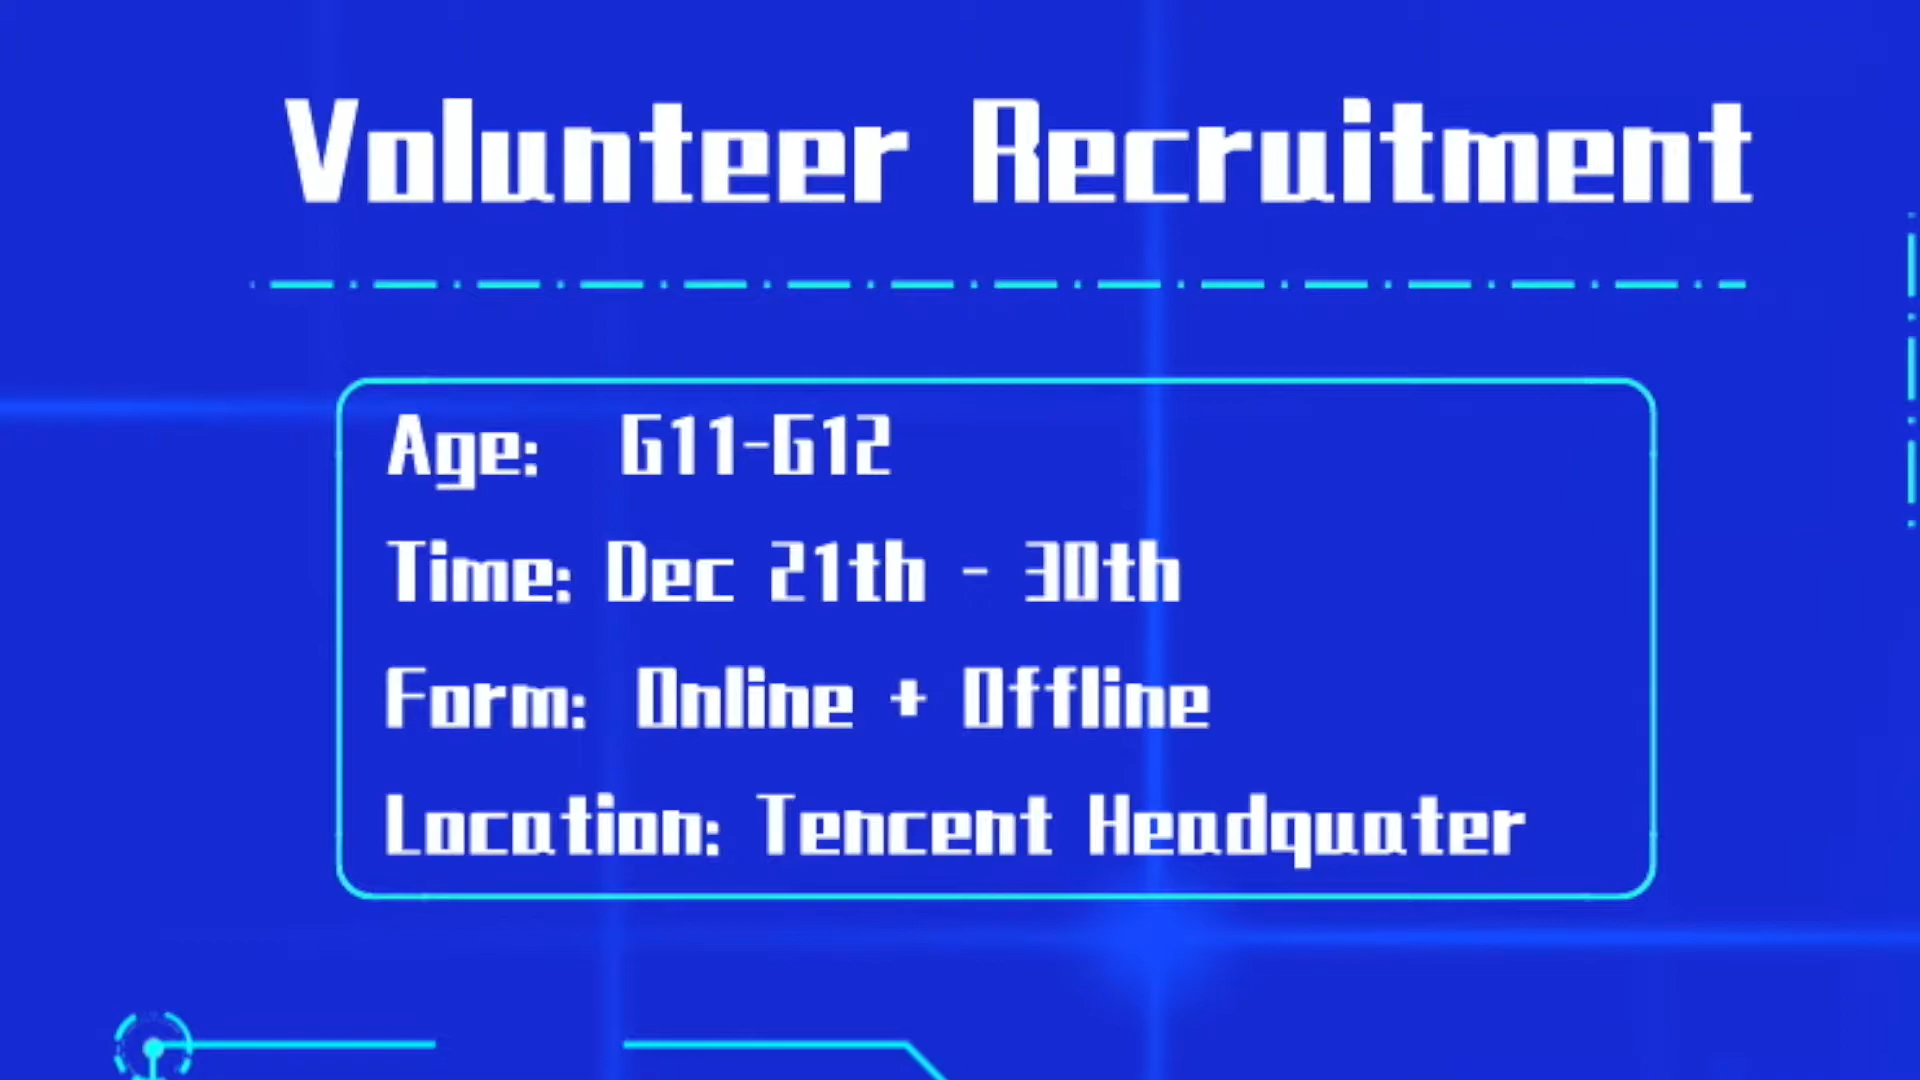 Volunteer Recruitment
Age: G11-G12
Time: Dec 21th - 30th
Form: Online + Offline
Location: Tencent Headquater